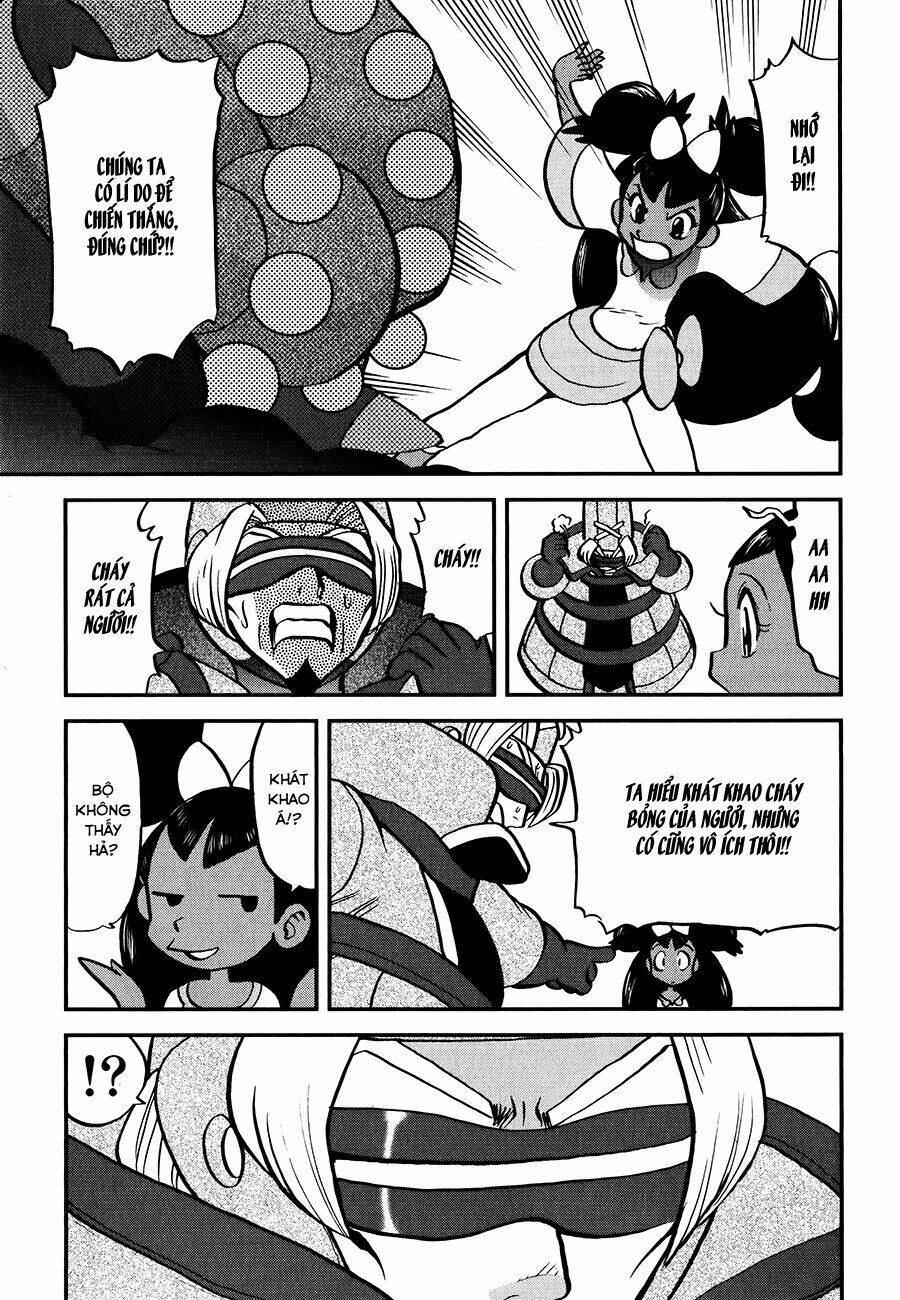 NHỚ
LẠI
ĐI!!
CHÚNG TA
CÓ LÍ DO ĐỂ
CHIẾN THẮNG,
ĐÚNG CHỨ?!!
AA
AA
HH
CHÁY!!
CHÁY
RẤT CẢ
NGƯỜI!!
TA HIỂU KHÁT KHAO CHÁY
BỎNG CỦA NGƯƠI, NHƯNG
CÓ CŨNG VÔ ÍCH THÔI!!
KHÁT
KHAO
Ã!?
BỘ
KHÔNG
THẤY
HẢ?
!?